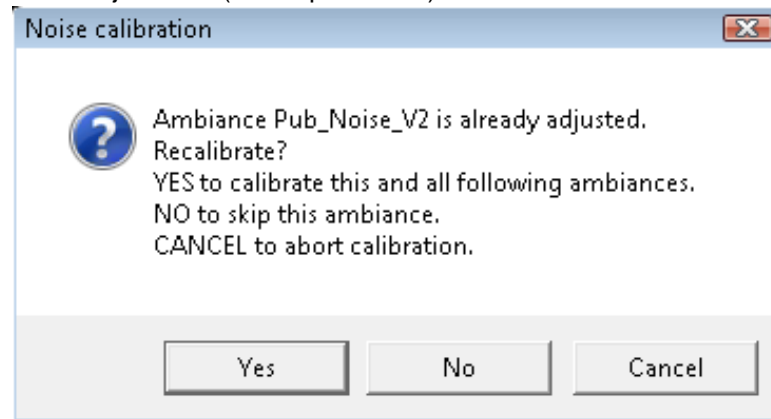 Noise calibration
Ambiance Pub_Noise_V2 is already adjusted.
Recalibrate?
YES to calibrate this and all following ambiances.
NO to skip this ambiance.
CANCEL to abort calibration.
Yes No Cancel